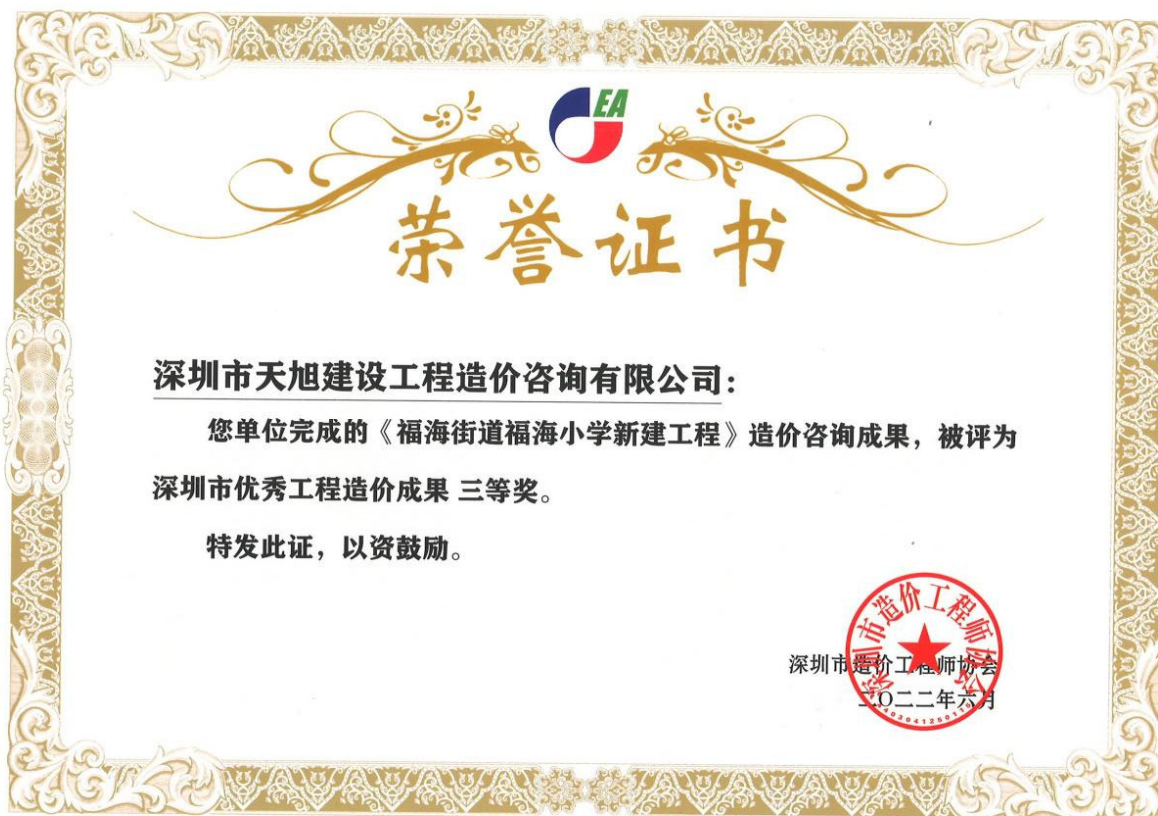 EA
荣誉证书
深圳市天旭建设工程造价咨询有限公司：
您单位完成的《福海街道福海小学新建工程》造价咨询成果，被评为
深圳市优秀工程造价成果 三等奖。
特发此证，以资鼓励。
深圳市造价工程师协会
深圳市造价工程师协会
二〇二二年六月